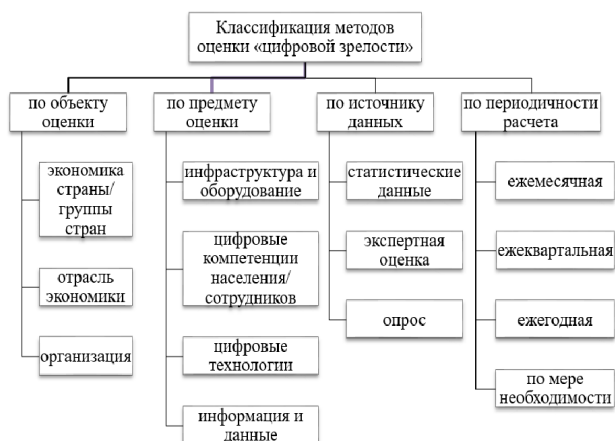 Классификация методов
оценки «цифровой зрелости»
по объекту
оценки
экономика
страны/
группы
стран
отрасль
экономики
организация
по предмету
оценки
инфраструктура и
оборудование
цифровые
компетенции
населения/
сотрудников
цифровые
технологии
информация и
данные
по источнику
данных
статистические
данные
экспертная
оценка
опрос
по периодичности
расчета
ежемесячная
ежеквартальная
ежегодная
по мере
необходимости